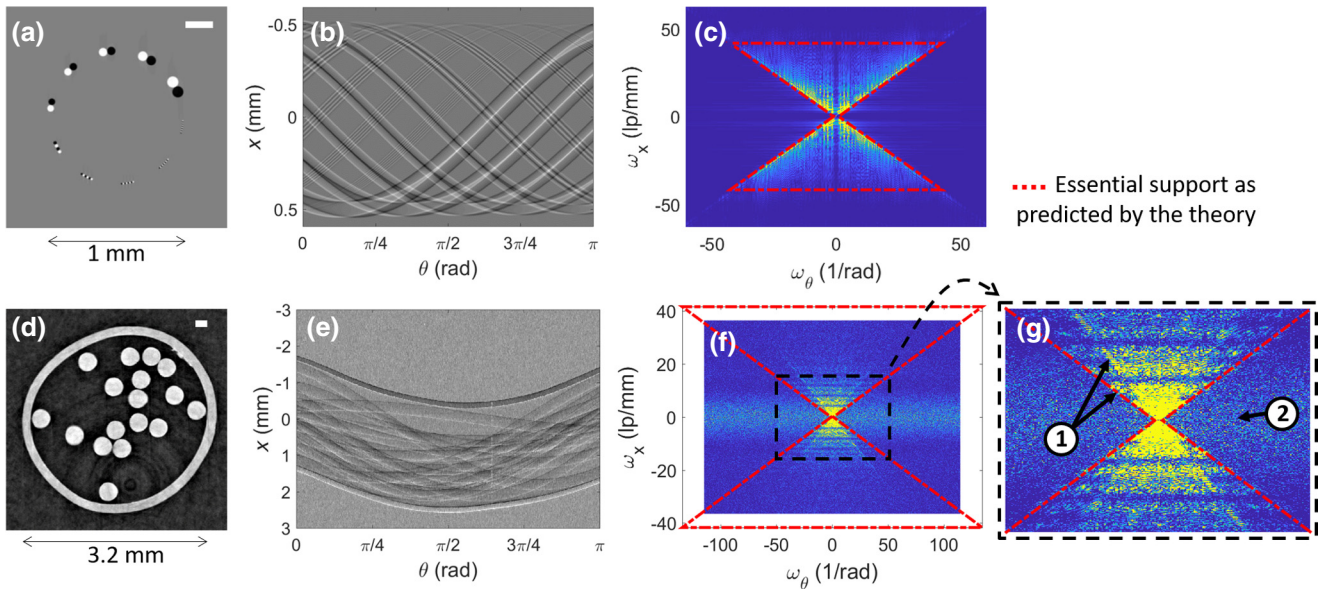 (a)
1 mm
(b)
-0.5
0
0.5
x (mm)
0
π/4
π/2
3π/4
π
θ (rad)
(c)
50
0
-50
ω_x (lp/mm)
-50
0
50
ω_θ (1/rad)
Essential support as
predicted by the theory
(d)
3.2 mm
(e)
-3
-2
-1
0
1
2
3
x (mm)
0
π/4
π/2
3π/4
π
θ (rad)
(f)
40
20
0
-20
-40
ω_x (lp/mm)
-100
-50
0
50
100
ω_θ (1/rad)
(g)
1
2